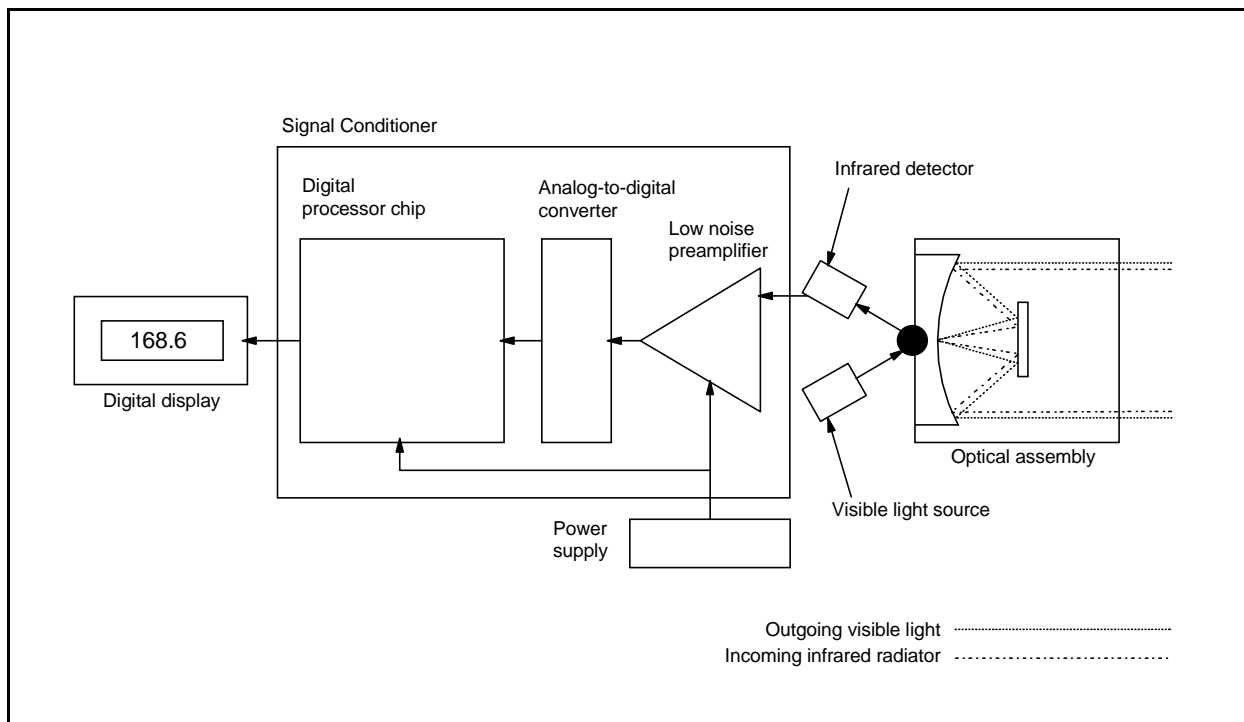 Signal Conditioner
Digital
processor chip
Analog-to-digital
converter
Low noise
preamplifier
Infrared detector
168.6
Digital display
Optical assembly
Visible light source
Power
supply
Outgoing visible light
Incoming infrared radiator